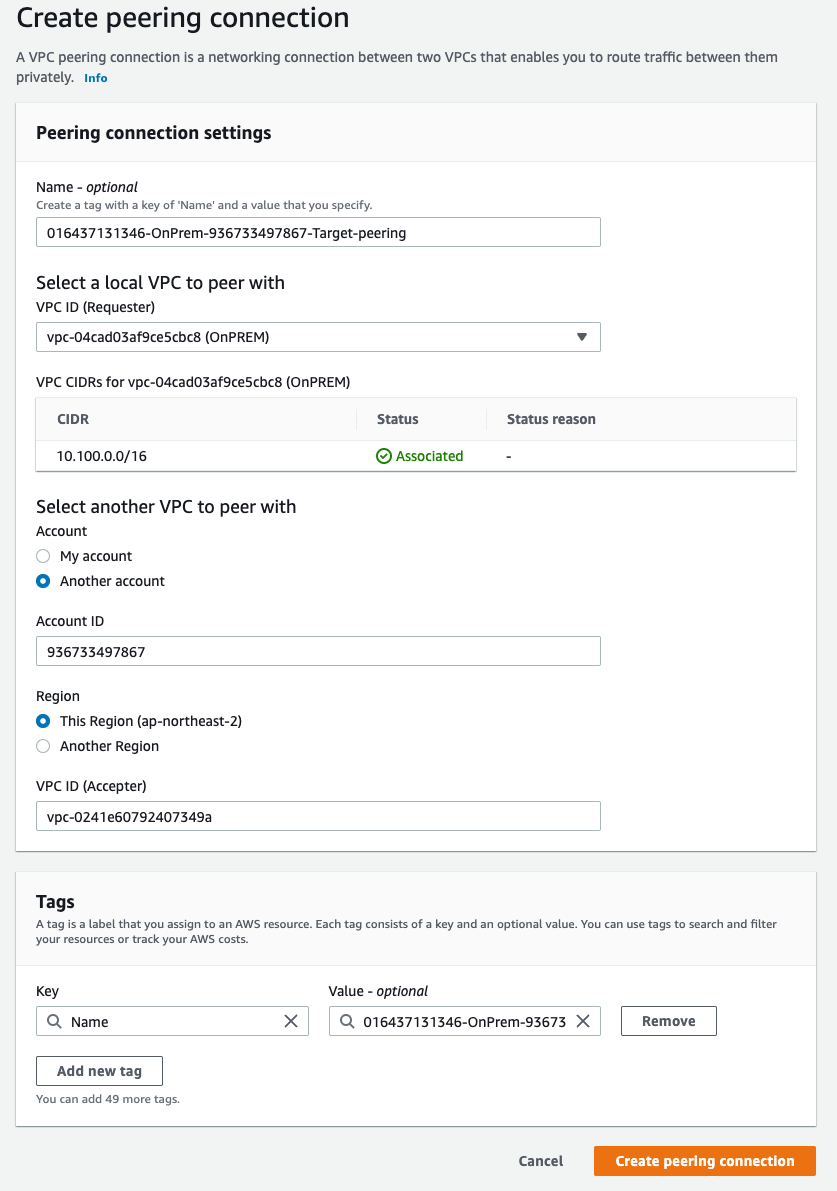 Create peering connection
A VPC peering connection is a networking connection between two VPCs that enables you to route traffic between them
privately. Info
Peering connection settings
Name - optional
Create a tag with a key of 'Name' and a value that you specify.
016437131346-OnPrem-936733497867-Target-peering
Select a local VPC to peer with
VPC ID (Requester)
vpc-04cad03af9ce5cbc8 (OnPREM)
VPC CIDRs for vpc-04cad03af9ce5cbc8 (OnPREM)
CIDR Status Status reason
10.100.0.0/16 Associated -
Select another VPC to peer with
Account
My account
Another account
Account ID
936733497867
Region
This Region (ap-northeast-2)
Another Region
VPC ID (Accepter)
vpc-0241e60792407349a
Tags
A tag is a label that you assign to an AWS resource. Each tag consists of a key and an optional value. You can use tags to search and filter
your resources or track your AWS costs.
Key Value - optional
Name 016437131346-OnPrem-93673 Remove
Add new tag
You can add 49 more tags.
Cancel Create peering connection